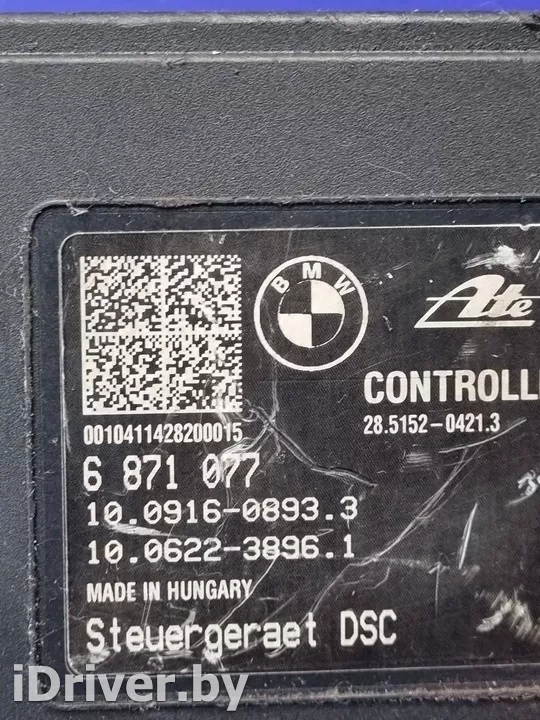 BMW
Ate
CONTROLL
0010411428200015
28.5152-0421.3
6 871 077
10.0916-0893.3
10.0622-3896.1
MADE IN HUNGARY
Steuergeraet DSC
iDriver.by